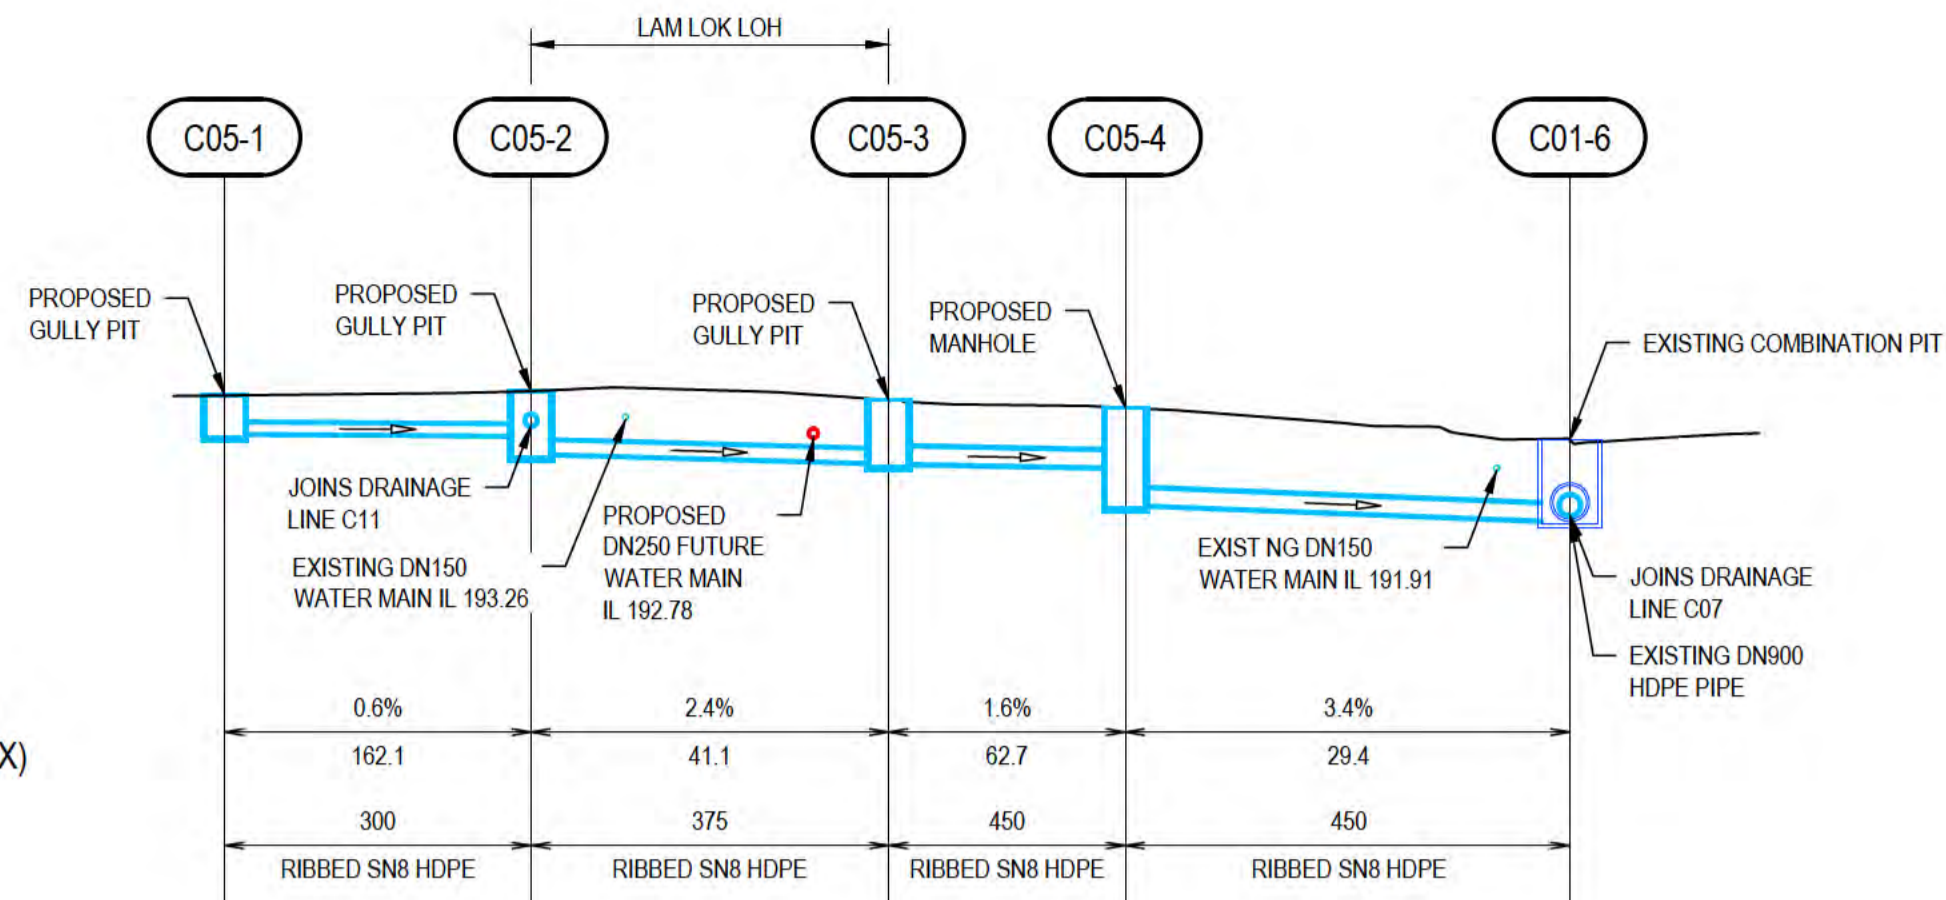 LAM LOK LOH
C05-1
C05-2
C05-3
C05-4
C01-6
PROPOSED
GULLY PIT
PROPOSED
GULLY PIT
PROPOSED
GULLY PIT
PROPOSED
MANHOLE
EXISTING COMBINATION PIT
JOINS DRAINAGE
LINE C11
EXISTING DN150
WATER MAIN IL 193.26
PROPOSED
DN250 FUTURE
WATER MAIN
IL 192.78
EXIST NG DN150
WATER MAIN IL 191.91
JOINS DRAINAGE
LINE C07
EXISTING DN900
HDPE PIPE
0.6%
2.4%
1.6%
3.4%
X)
162.1
41.1
62.7
29.4
300
375
450
450
RIBBED SN8 HDPE
RIBBED SN8 HDPE
RIBBED SN8 HDPE
RIBBED SN8 HDPE